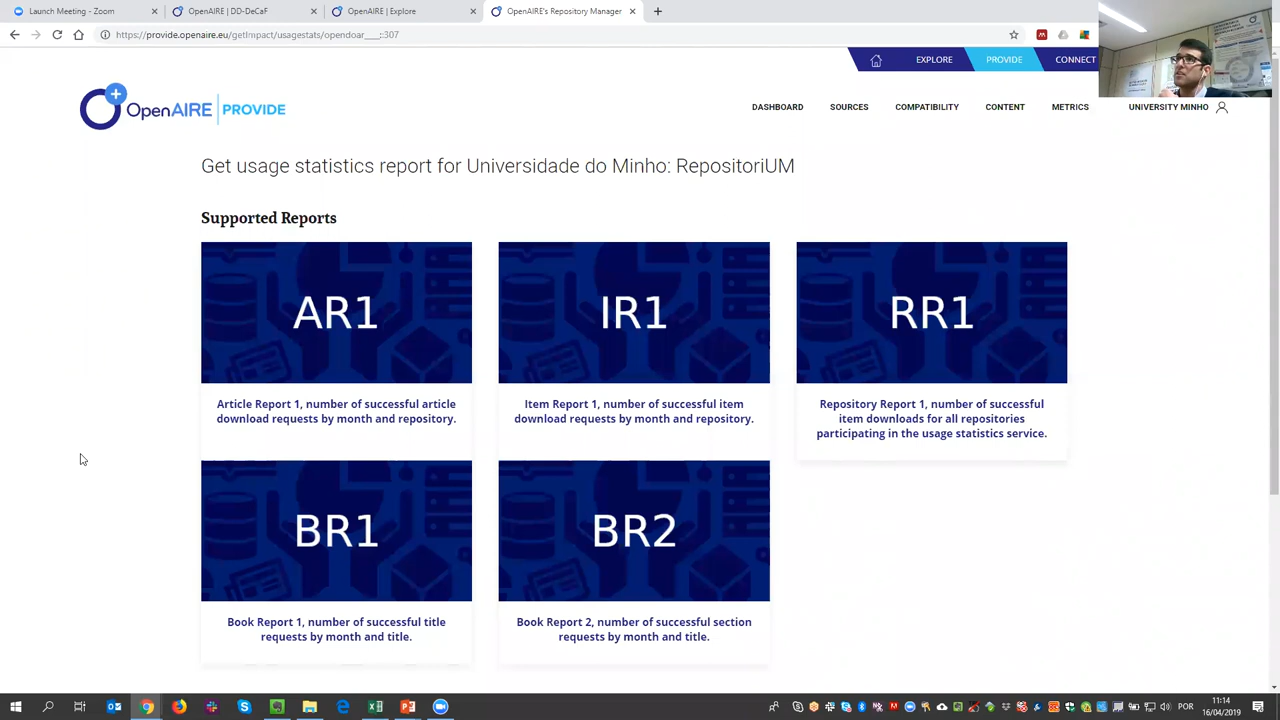 Launch Meeting - Zoom
OpenAIRE | DD-DeCaF
OpenAIRE | Explore
OpenAIRE's Repository Manager
https://provide.openaire.eu/getImpact/usagestats/opendoar____::307
EXPLORE
PROVIDE
CONNECT
OpenAIRE | PROVIDE
DASHBOARD
SOURCES
COMPATIBILITY
CONTENT
METRICS
UNIVERSITY MINHO
Get usage statistics report for Universidade do Minho: RepositoriUM
Supported Reports
AR1
IR1
RR1
Article Report 1, number of successful article
download requests by month and repository.
Item Report 1, number of successful item
download requests by month and repository.
Repository Report 1, number of successful
item downloads for all repositories
participating in the usage statistics service.
BR1
BR2
Book Report 1, number of successful title
requests by month and title.
Book Report 2, number of successful section
requests by month and title.
POR
11:14
16/04/2019